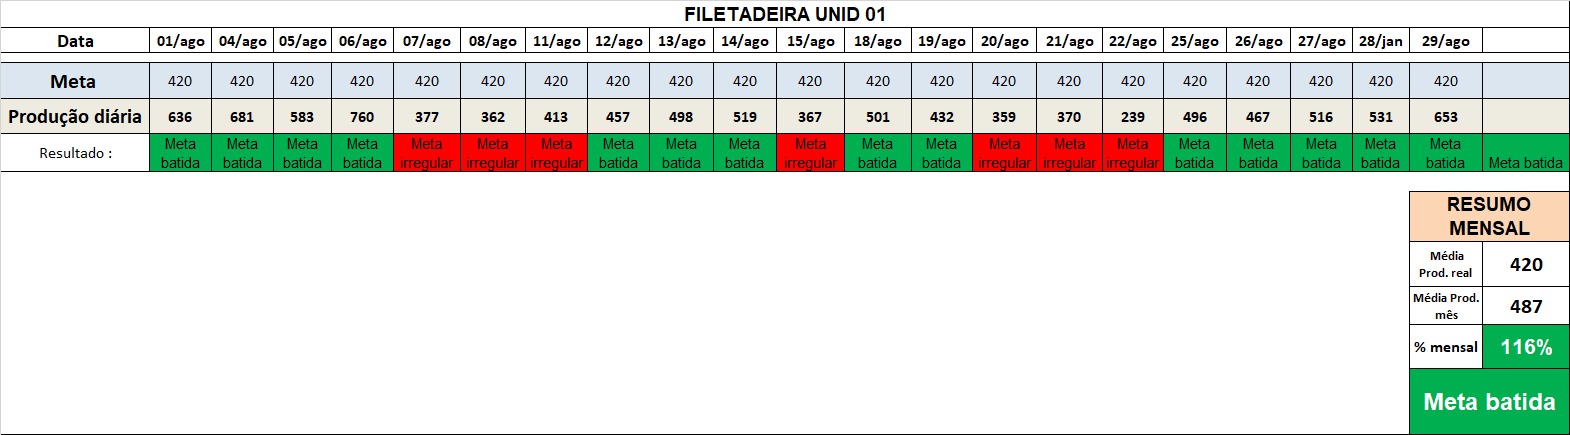 FILETADEIRA UNID 01
Data 01/ago 04/ago 05/ago 06/ago 07/ago 08/ago 11/ago 12/ago 13/ago 14/ago 15/ago 18/ago 19/ago 20/ago 21/ago 22/ago 25/ago 26/ago 27/ago 28/jan 29/ago
Meta 420 420 420 420 420 420 420 420 420 420 420 420 420 420 420 420 420 420 420 420 420
Produção diária 636 681 583 760 377 362 413 457 498 519 367 501 432 359 370 239 496 467 516 531 653
Resultado : Meta batida Meta batida Meta batida Meta batida Meta irregular Meta irregular Meta irregular Meta batida Meta batida Meta batida Meta irregular Meta batida Meta batida Meta irregular Meta irregular Meta irregular Meta batida Meta batida Meta batida Meta batida Meta batida Meta batida
RESUMO
MENSAL
Média
Prod. real 420
Média Prod.
mês 487
% mensal 116%
Meta batida